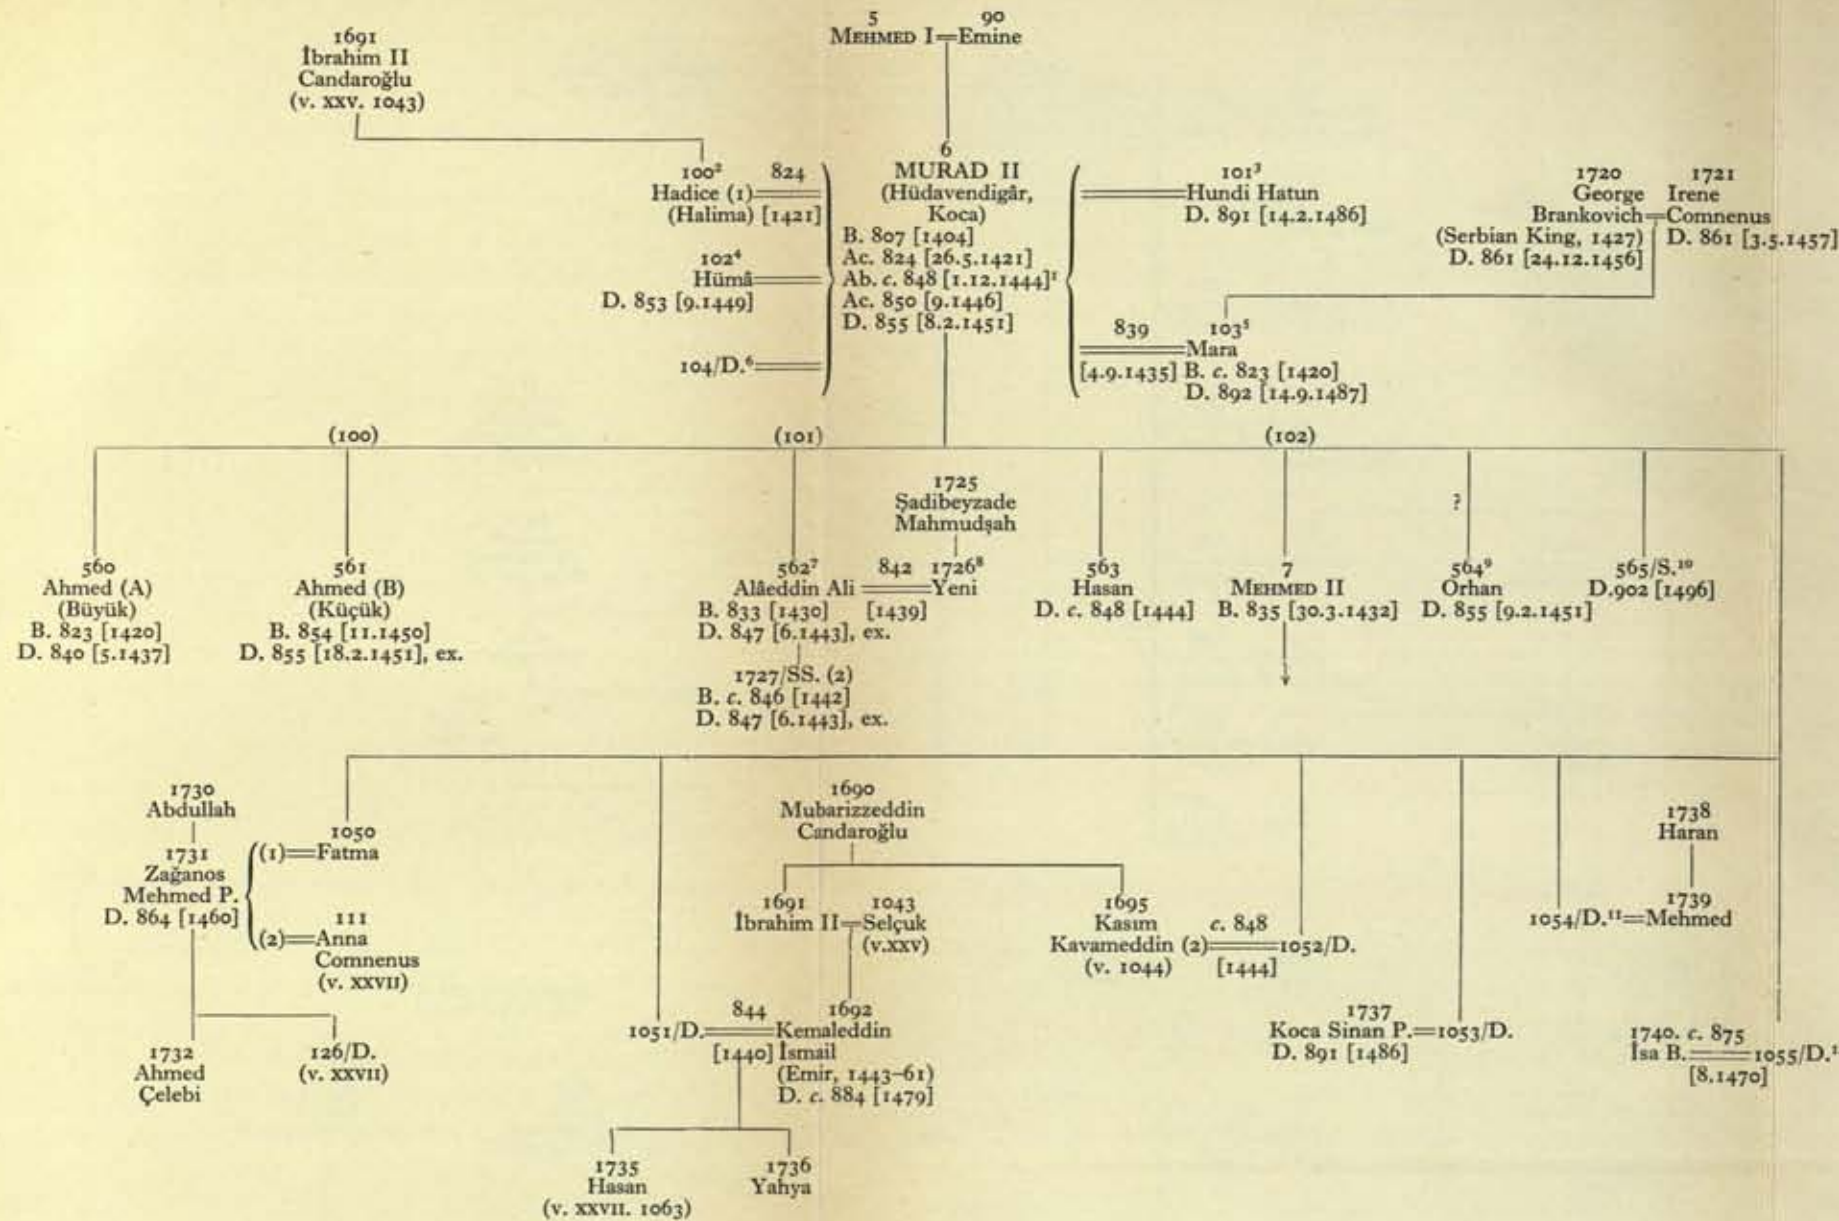 5 90
MEHMED I Emine
1691
İbrahim II
Candaroğlu
(v. XXV. 1043)
100² 824
Hadice (1)
(Halima) [1421]
102⁴
Hümâ
D. 853 [9.1449]
104/D.⁶
6
MURAD II
(Hüdavendigâr,
Koca)
B. 807 [1404]
Ac. 824 [26.5.1421]
Ab. c. 848 [1.12.1444]¹
Ac. 850 [9.1446]
D. 855 [8.2.1451]
101³
Hundi Hatun
D. 891 [14.2.1486]
839 103⁵
Mara
[4.9.1435] B. c. 823 [1420]
D. 892 [14.9.1487]
1720
George
Brankovich
(Serbian King, 1427)
D. 861 [24.12.1456]
1721
Irene
Comnenus
D. 861 [3.5.1457]
(100) (101) (102)
560
Ahmed (A)
(Büyük)
B. 823 [1420]
D. 840 [5.1437]
561
Ahmed (B)
(Küçük)
B. 854 [11.1450]
D. 855 [18.2.1451], ex.
1725
Şadibeyzade
Mahmudşah
562⁷ 842 1726⁸
Alâeddin Ali Yeni
B. 833 [1430] [1439]
D. 847 [6.1443], ex.
1727/SS. (2)
B. c. 846 [1442]
D. 847 [6.1443], ex.
563
Hasan
D. c. 848 [1444]
7
MEHMED II
B. 835 [30.3.1432]
?
564⁹
Orhan
D. 855 [9.2.1451]
565/S.¹⁰
D.902 [1496]
1730
Abdullah
1731
Zağanos
Mehmed P.
D. 864 [1460]
1050
(1) Fatma
111
(2) Anna
Comnenus
(v. XXVII)
1732
Ahmed
Çelebi
126/D.
(v. XXVII)
1690
Mubarizzeddin
Candaroğlu
1691 1043
İbrahim II Selçuk
(v.XXV)
1695 c. 848
Kasım
Kavameddin (2) 1052/D.
(v. 1044) [1444]
844 1692
1051/D. Kemaleddin
[1440] İsmail
(Emir, 1443–61)
D. c. 884 [1479]
1735
Hasan
(v. XXVII. 1063)
1736
Yahya
1737
Koca Sinan P. 1053/D.
D. 891 [1486]
1738
Haran
1739
1054/D.¹¹ Mehmed
1740. c. 875
İsa B. 1055/D.
[8.1470]